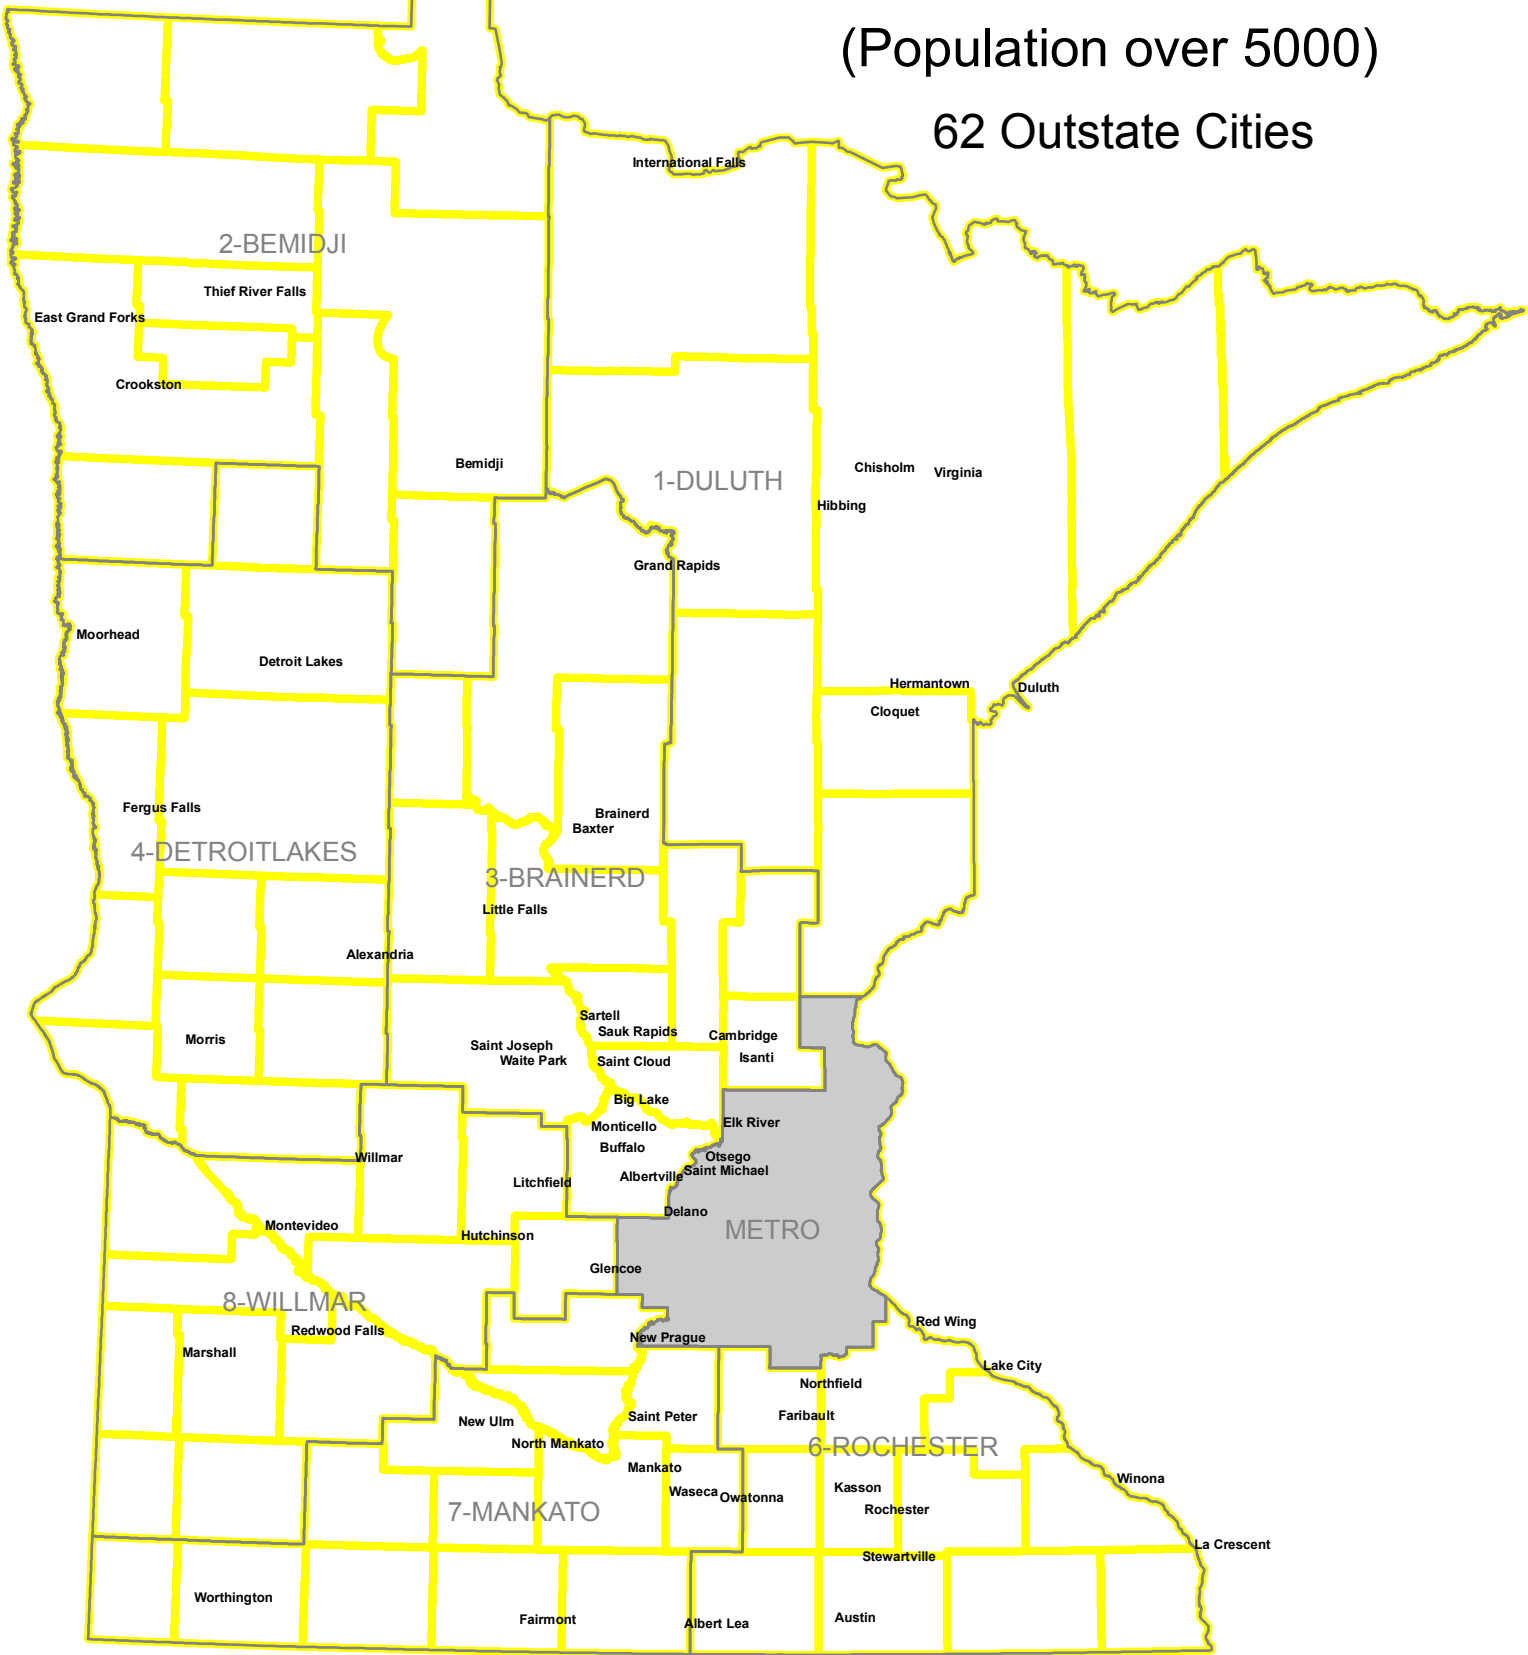 (Population over 5000)
62 Outstate Cities
International Falls
2-BEMIDJI
Thief River Falls
East Grand Forks
Crookston
Bemidji
Chisholm
Virginia
1-DULUTH
Hibbing
Grand Rapids
Moorhead
Detroit Lakes
Hermantown
Duluth
Cloquet
Fergus Falls
Brainerd
Baxter
4-DETROITLAKES
3-BRAINERD
Little Falls
Alexandria
Sartell
Sauk Rapids
Cambridge
Morris
Saint Joseph
Waite Park
Saint Cloud
Isanti
Big Lake
Elk River
Monticello
Buffalo
Willmar
Otsego
Saint Michael
Albertville
Litchfield
Delano
Montevideo
METRO
Hutchinson
Glencoe
8-WILLMAR
Red Wing
Redwood Falls
New Prague
Marshall
Lake City
Northfield
Saint Peter
Faribault
New Ulm
North Mankato
6-ROCHESTER
Mankato
Winona
Kasson
Waseca
Owatonna
Rochester
7-MANKATO
La Crescent
Stewartville
Worthington
Fairmont
Albert Lea
Austin